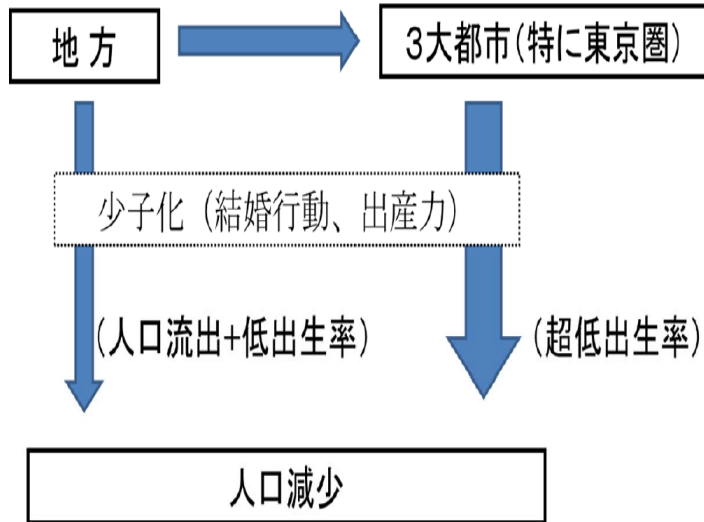 地方
3大都市(特に東京圏)
少子化（結婚行動、出産力）
(人口流出+低出生率)
(超低出生率)
人口減少